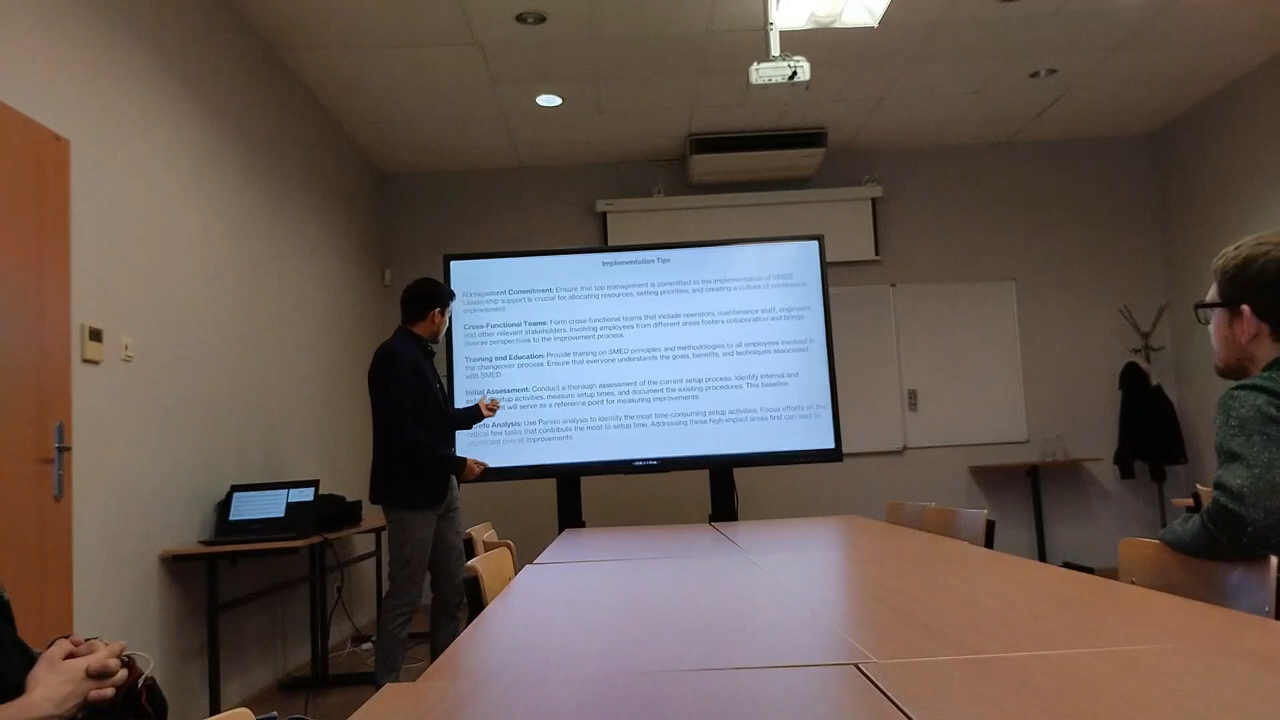 Implementation Tips
Management Commitment: Ensure that top management is committed to the implementation of SMED.
Leadership support is crucial for allocating resources, setting priorities, and creating a culture of continuous
improvement.
Cross-Functional Teams: Form cross-functional teams that include operators, maintenance staff, engineers,
and other relevant stakeholders. Involving employees from different areas fosters collaboration and brings
diverse perspectives to the improvement process.
Training and Education: Provide training on SMED principles and methodologies to all employees involved in
the changeover process. Ensure that everyone understands the goals, benefits, and techniques associated
with SMED.
Initial Assessment: Conduct a thorough assessment of the current setup process, identify internal and
setup activities, measure setup times, and document the existing procedures. This baseline
will serve as a reference point for measuring improvements.
Analysis: Use Pareto analysis to identify the most time-consuming setup activities. Focus efforts on the
critical few tasks that contribute the most to setup time. Addressing these high-impact areas first can lead to
significant overall improvements.